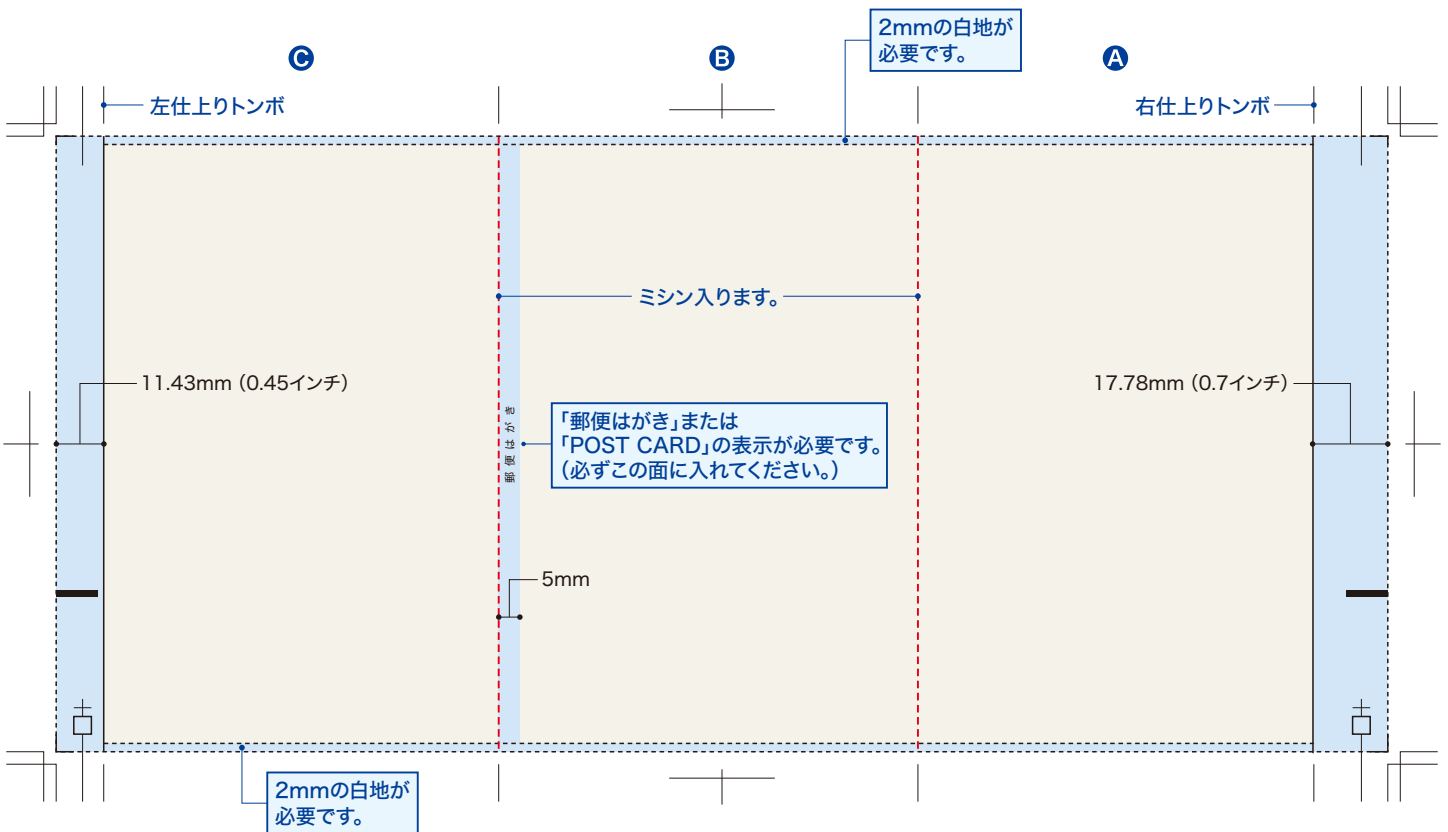 2mmの白地が
必要です。
C
B
A
左仕上りトンボ
右仕上りトンボ
ミシン入ります。
11.43mm (0.45インチ)
17.78mm (0.7インチ)
郵便はがき
「郵便はがき」または
「POST CARD」の表示が必要です。
(必ずこの面に入れてください。)
5mm
2mmの白地が
必要です。